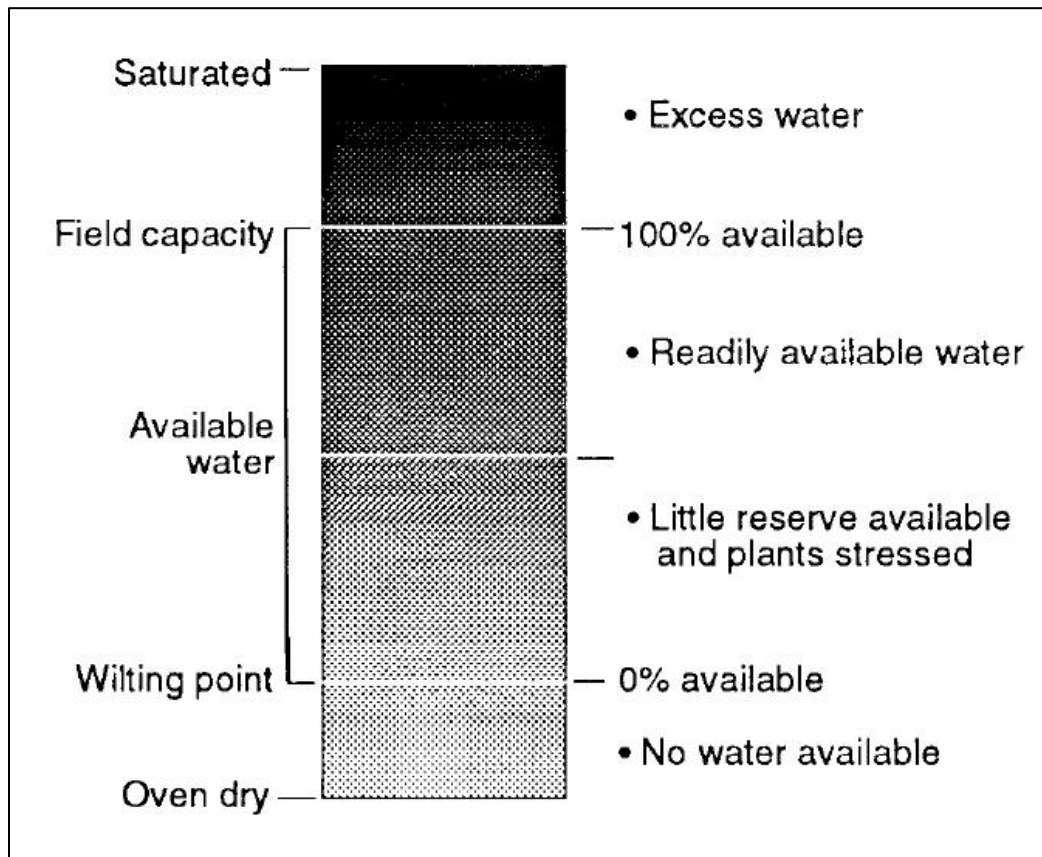 Saturated
• Excess water
Field capacity
100% available
• Readily available water
Available
water
• Little reserve available
and plants stressed
Wilting point
0% available
• No water available
Oven dry